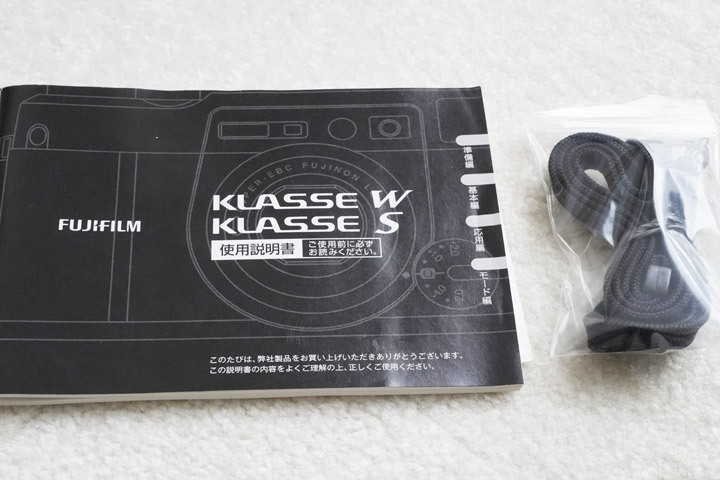 SUPER-EBC FUJINON
KLASSE W
KLASSE S
FUJIFILM
使用説明書
ご使用前に必ず
お読みください。
準備編
基本編
応用編
モード編
このたびは、弊社製品をお買い上げいただきありがとうございます。
この説明書の内容をよくご理解の上、正しくご使用ください。